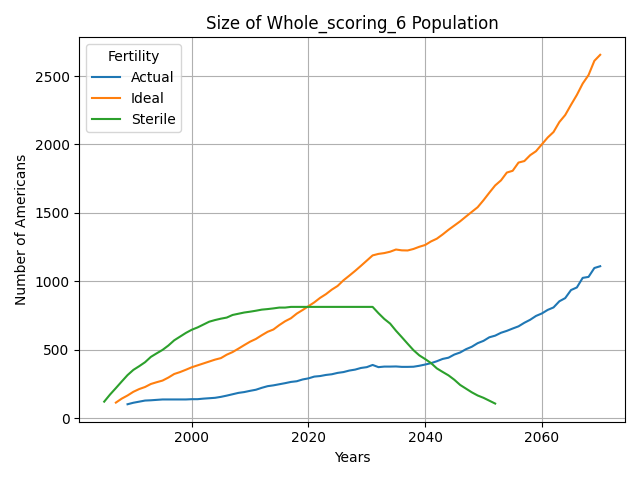 Size of Whole_scoring_6 Population
Fertility
Actual
Ideal
Sterile
Number of Americans
2500
2000
1500
1000
500
0
2000 2020 2040 2060
Years